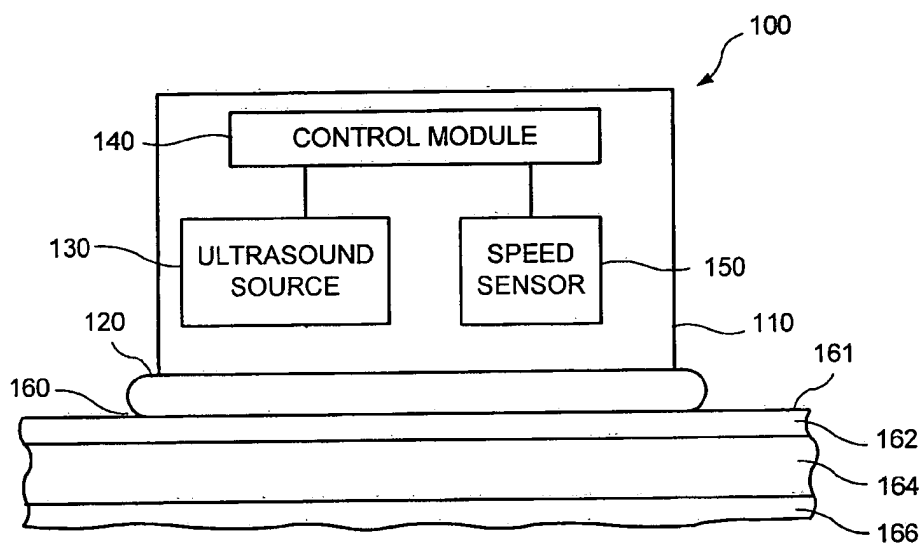 100
140
CONTROL MODULE
130
ULTRASOUND
SOURCE
SPEED
SENSOR
150
110
120
160
161
162
164
166